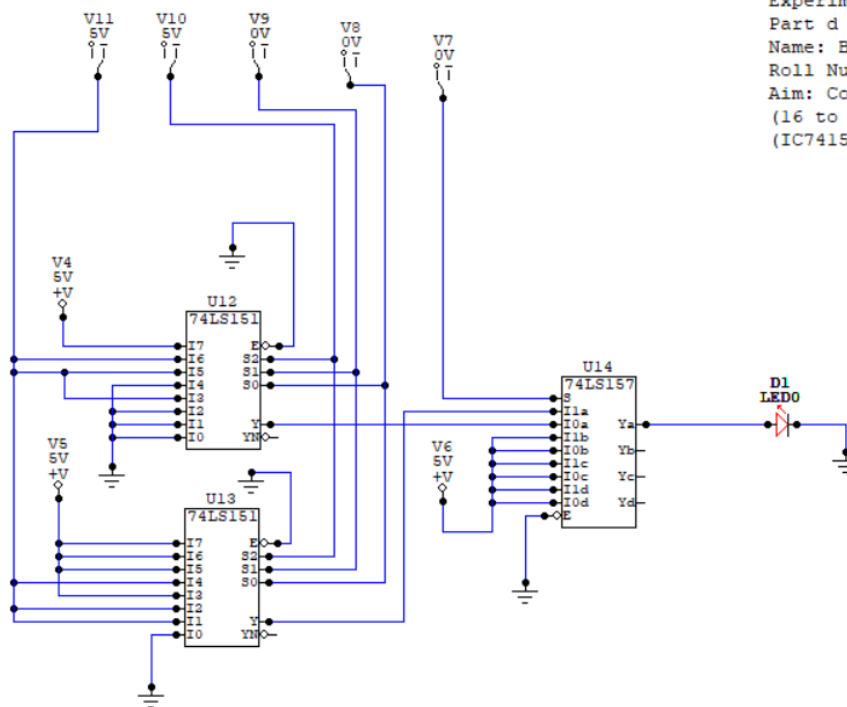 Experim
Part d
Name: B
Roll Nu
Aim: Co
(16 to
(IC7415
V11
5V
V10
5V
V9
0V
V8
0V
V7
0V
V4
5V
+V
U12
74LS151
I7
I6
I5
I4
I3
I2
I1
I0
E
S2
S1
S0
Y
YN
V5
5V
+V
U13
74LS151
I7
I6
I5
I4
I3
I2
I1
I0
E
S2
S1
S0
Y
YN
V6
5V
+V
U14
74LS157
S
I1a
I0a
I1b
I0b
I1c
I0c
I1d
I0d
E
Ya
Yb
Yc
Yd
D1
LED0